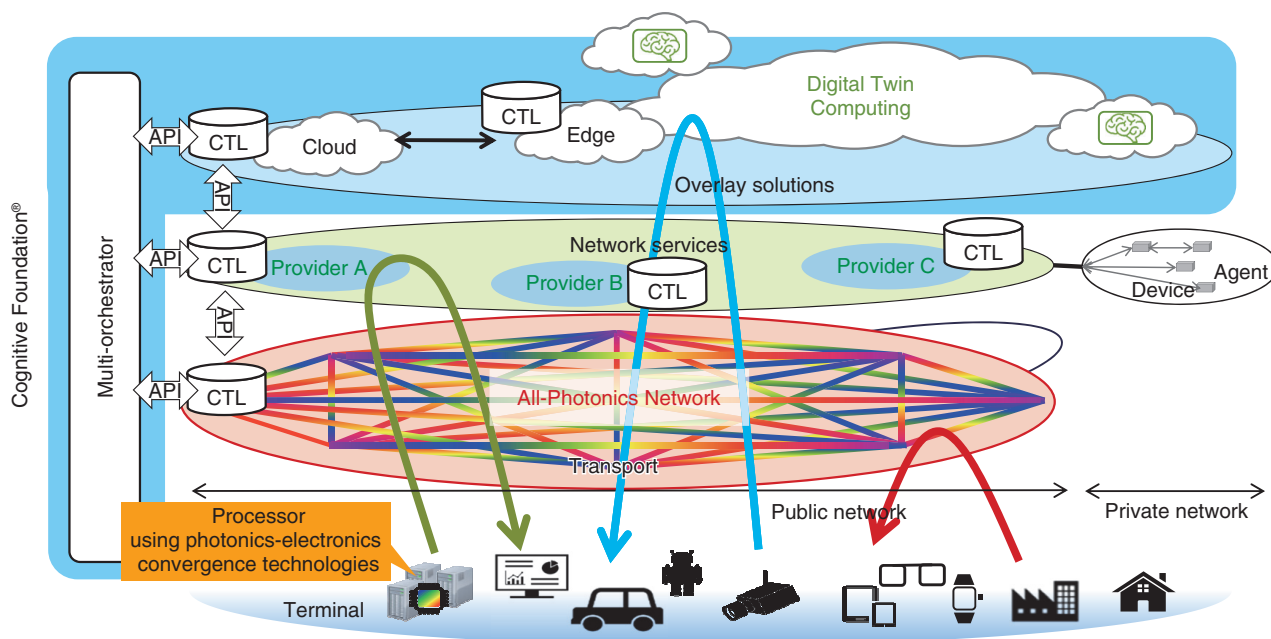 Cognitive Foundation®
Multi-orchestrator
Digital Twin
Computing
API
CTL
Cloud
CTL
Edge
Overlay solutions
API
Network services
API
CTL
Provider A
Provider B
CTL
Provider C
CTL
Device
Agent
API
API
CTL
All-Photonics Network
Transport
Public network
Private network
Processor
using photonics-electronics
convergence technologies
Terminal